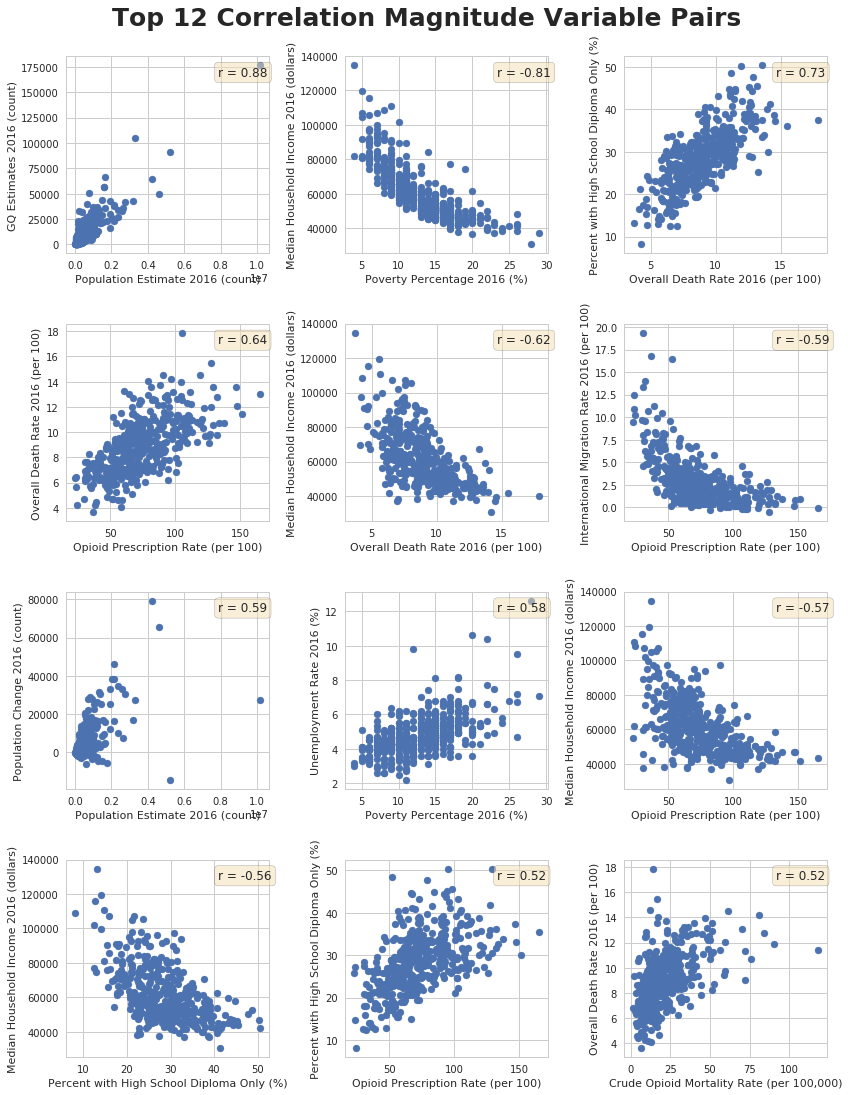 Top 12 Correlation Magnitude Variable Pairs
GQ Estimates 2016 (count)
175000
150000
125000
100000
75000
50000
25000
0
r = 0.88
0.0 0.2 0.4 0.6 0.8 1.0
1e7
Population Estimate 2016 (count)
Median Household Income 2016 (dollars)
140000
120000
100000
80000
60000
40000
r = -0.81
5 10 15 20 25 30
Poverty Percentage 2016 (%)
Percent with High School Diploma Only (%)
50
40
30
20
10
r = 0.73
5 10 15
Overall Death Rate 2016 (per 100)
Overall Death Rate 2016 (per 100)
18
16
14
12
10
8
6
4
r = 0.64
50 100 150
Opioid Prescription Rate (per 100)
Median Household Income 2016 (dollars)
140000
120000
100000
80000
60000
40000
r = -0.62
5 10 15
Overall Death Rate 2016 (per 100)
International Migration Rate 2016 (per 100)
20.0
17.5
15.0
12.5
10.0
7.5
5.0
2.5
0.0
r = -0.59
50 100 150
Opioid Prescription Rate (per 100)
Population Change 2016 (count)
80000
60000
40000
20000
0
r = 0.59
0.0 0.2 0.4 0.6 0.8 1.0
1e7
Population Estimate 2016 (count)
Unemployment Rate 2016 (%)
12
10
8
6
4
2
r = 0.58
5 10 15 20 25 30
Poverty Percentage 2016 (%)
Median Household Income 2016 (dollars)
140000
120000
100000
80000
60000
40000
r = -0.57
50 100 150
Opioid Prescription Rate (per 100)
Median Household Income 2016 (dollars)
140000
120000
100000
80000
60000
40000
r = -0.56
10 20 30 40 50
Percent with High School Diploma Only (%)
Percent with High School Diploma Only (%)
50
40
30
20
10
r = 0.52
50 100 150
Opioid Prescription Rate (per 100)
Overall Death Rate 2016 (per 100)
18
16
14
12
10
8
6
4
r = 0.52
0 25 50 75 100
Crude Opioid Mortality Rate (per 100,000)